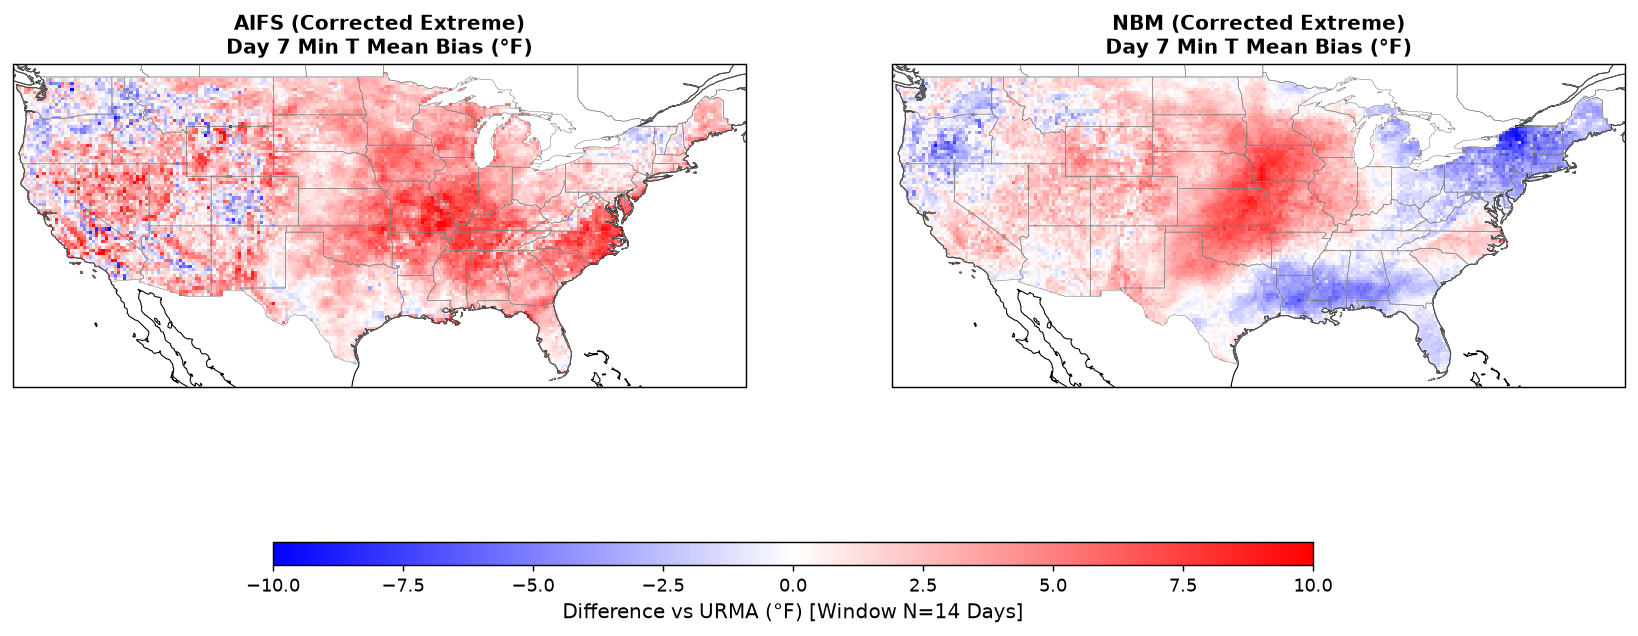 AIFS (Corrected Extreme)
Day 7 Min T Mean Bias (°F)
NBM (Corrected Extreme)
Day 7 Min T Mean Bias (°F)
−10.0 −7.5 −5.0 −2.5 0.0 2.5 5.0 7.5 10.0
Difference vs URMA (°F) [Window N=14 Days]